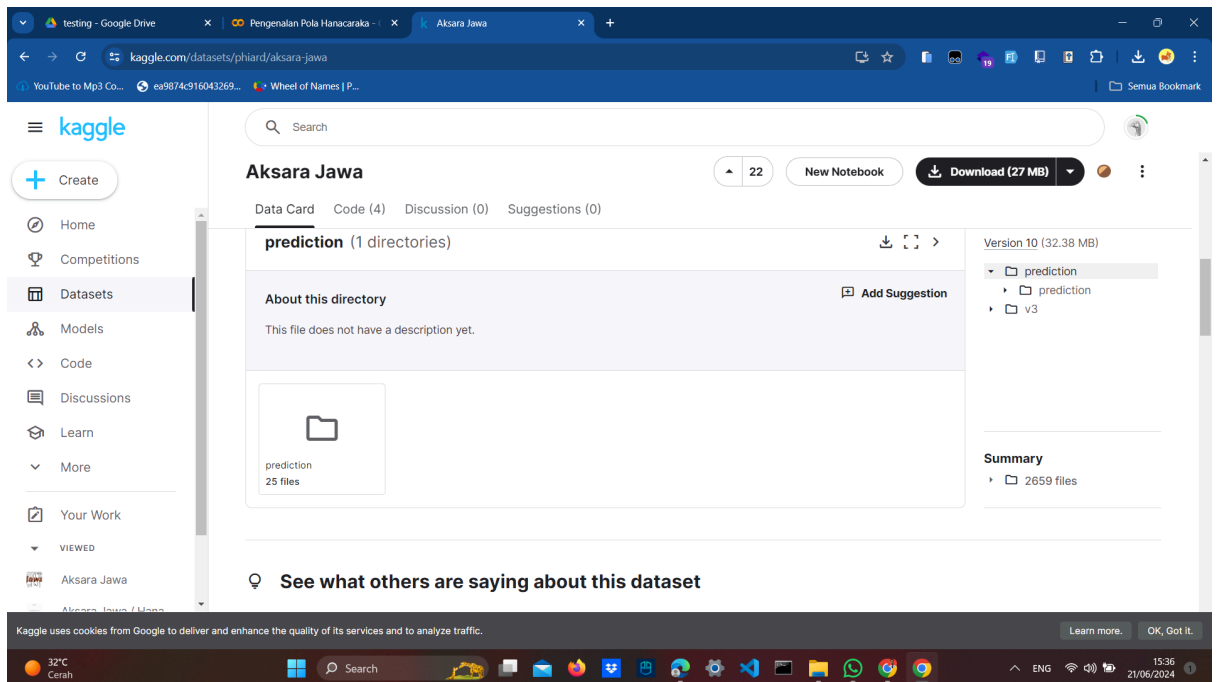 testing - Google Drive
Pengenalan Pola Hanacaraka - C
Aksara Jawa
kaggle.com/datasets/phiard/aksara-jawa
19
YouTube to Mp3 Co...
ea9874c916043269...
Wheel of Names | P...
Semua Bookmark
kaggle
Search
Create
Aksara Jawa
22
New Notebook
Download (27 MB)
Data Card
Code (4)
Discussion (0)
Suggestions (0)
Home
Competitions
Datasets
Models
Code
Discussions
Learn
More
Your Work
VIEWED
Aksara Jawa
Aksara Jawa / Hana
prediction (1 directories)
About this directory
Add Suggestion
This file does not have a description yet.
prediction
25 files
Version 10 (32.38 MB)
prediction
prediction
v3
Summary
2659 files
See what others are saying about this dataset
Kaggle uses cookies from Google to deliver and enhance the quality of its services and to analyze traffic.
Learn more.
OK, Got it.
32°C
Cerah
Search
ENG
15:36
21/06/2024
1